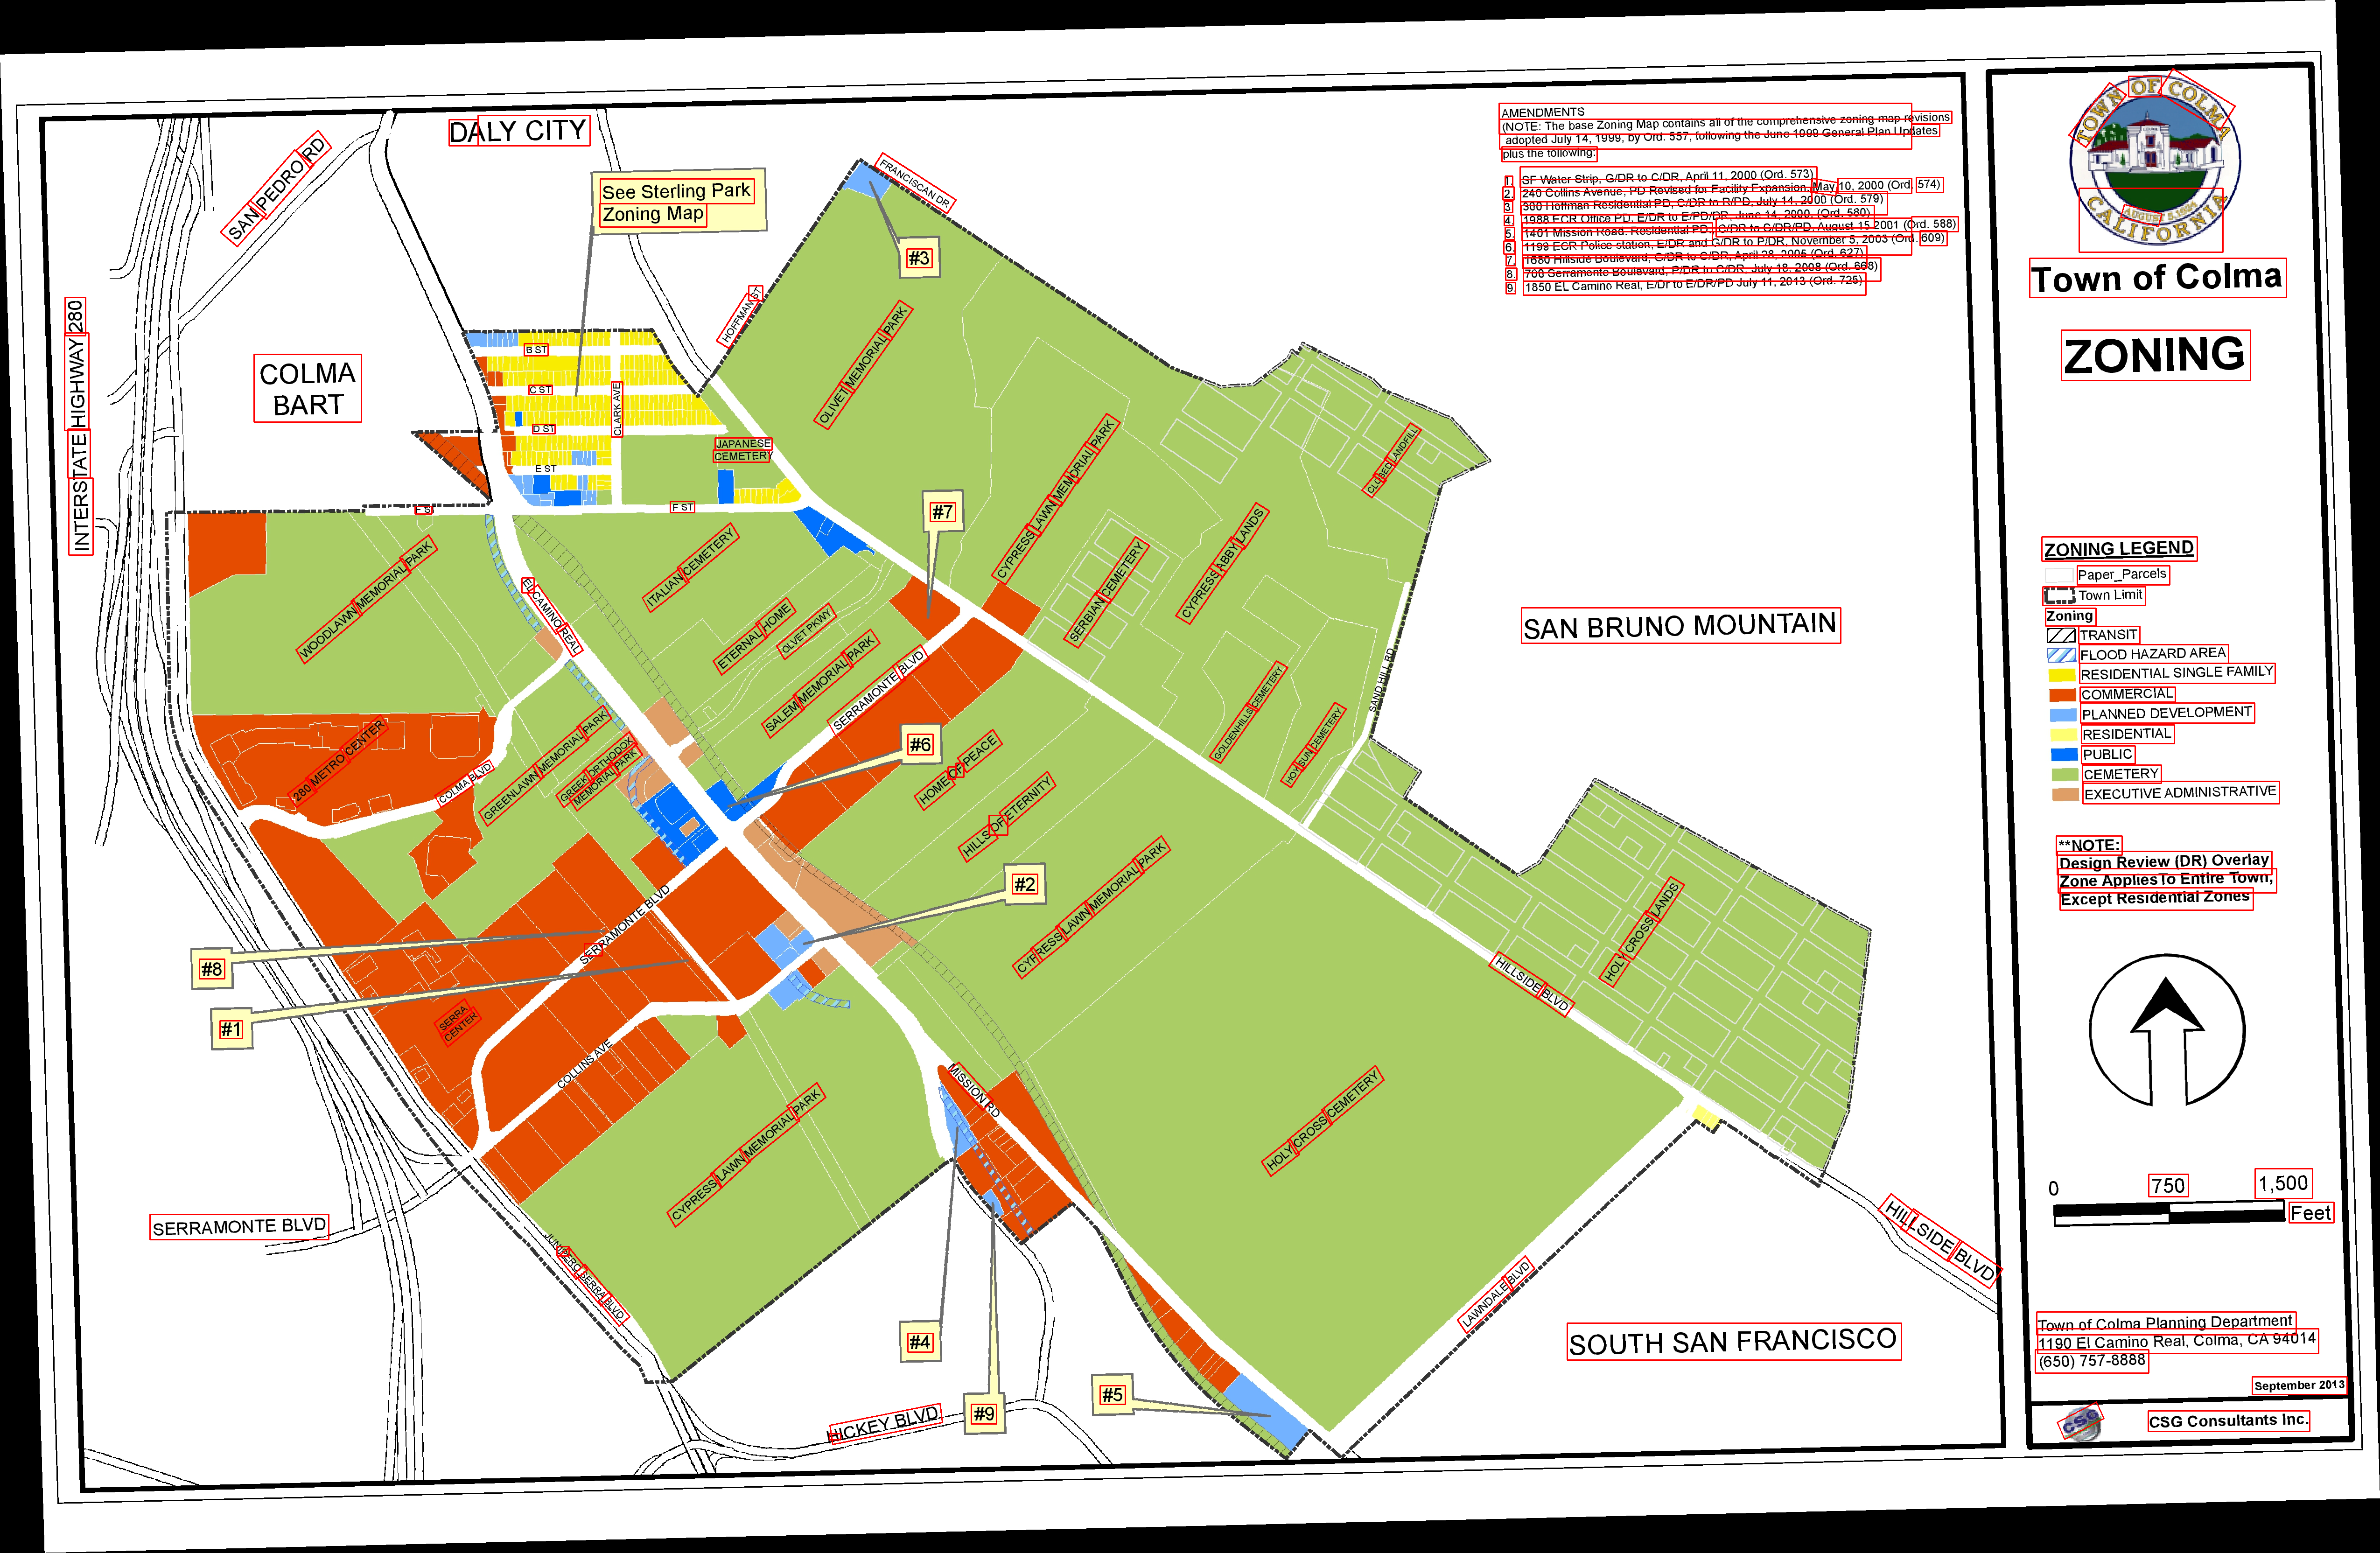 DALY CITY
SAN PEDRO RD
See Sterling Park
Zoning Map
FRANCISCAN DR
#3
HOFFMAN ST
INTERSTATE HIGHWAY 280
COLMA
BART
B ST
C ST
D ST
E ST
CLARK AVE
F ST
F ST
JAPANESE
CEMETERY
OLIVET MEMORIAL PARK
CYPRESS LAWN MEMORIAL PARK
CLOSED LANDFILL
CYPRESS ABBY LANDS
SERBIAN CEMETERY
#7
WOODLAWN MEMORIAL PARK
ITALIAN CEMETERY
EL CAMINO REAL
ETERNAL HOME
OLIVET PKWY
SALEM MEMORIAL PARK
SERRAMONTE BLVD
GOLDENHILLS CEMETERY
HOY SUN CEMETERY
SAND HILL RD
SAN BRUNO MOUNTAIN
280 METRO CENTER
COLMA BLVD
GREENLAWN MEMORIAL PARK
GREEK ORTHODOX
MEMORIAL PARK
#6
HOME OF PEACE
HILLS OF ETERNITY
#2
CYPRESS LAWN MEMORIAL PARK
SERRAMONTE BLVD
#8
#1
SERRA
CENTER
COLLINS AVE
HOLY CROSS LANDS
HILLSIDE BLVD
MISSION RD
CYPRESS LAWN MEMORIAL PARK
HOLY CROSS CEMETERY
SERRAMONTE BLVD
JUNIPERO SERRA BLVD
#4
#9
#5
HICKEY BLVD
LAWNDALE BLVD
HILLSIDE BLVD
SOUTH SAN FRANCISCO
AMENDMENTS
(NOTE: The base Zoning Map contains all of the comprehensive zoning map revisions
adopted July 14, 1999, by Ord. 557, following the June 1999 General Plan Updates
plus the following:
1. SF Water Strip, G/DR to C/DR, April 11, 2000 (Ord. 573)
2. 240 Collins Avenue, PD Revised for Facility Expansion, May 10, 2000 (Ord. 574)
3. 300 Hoffman Residential PD, C/DR to R/PD, July 14, 2000 (Ord. 579)
4. 1988 ECR Office PD, E/DR to E/PD/DR, June 14, 2000. (Ord. 580)
5. 1401 Mission Road. Residential PD, C/DR to C/DR/PD, August 15 2001 (Ord. 588)
6. 1199 ECR Police station, E/DR and G/DR to P/DR, November 5, 2003 (Ord. 609)
7. 1680 Hillside Boulevard, G/DR to C/DR, April 28, 2005 (Ord. 627)
8. 700 Serramonte Boulevard, P/DR to C/DR, July 18, 2008 (Ord. 668)
9 1850 EL Camino Real, E/Dr to E/DR/PD July 11, 2013 (Ord. 725)
TOWN OF COLMA
AUGUST 5, 1924
CALIFORNIA
Town of Colma
ZONING
ZONING LEGEND
Paper_Parcels
Town Limit
Zoning
TRANSIT
FLOOD HAZARD AREA
RESIDENTIAL SINGLE FAMILY
COMMERCIAL
PLANNED DEVELOPMENT
RESIDENTIAL
PUBLIC
CEMETERY
EXECUTIVE ADMINISTRATIVE
**NOTE:
Design Review (DR) Overlay
Zone AppliesTo Entire Town,
Except Residential Zones
0 750 1,500
Feet
Town of Colma Planning Department
1190 El Camino Real, Colma, CA 94014
(650) 757-8888
September 2013
CSG
CSG Consultants Inc.